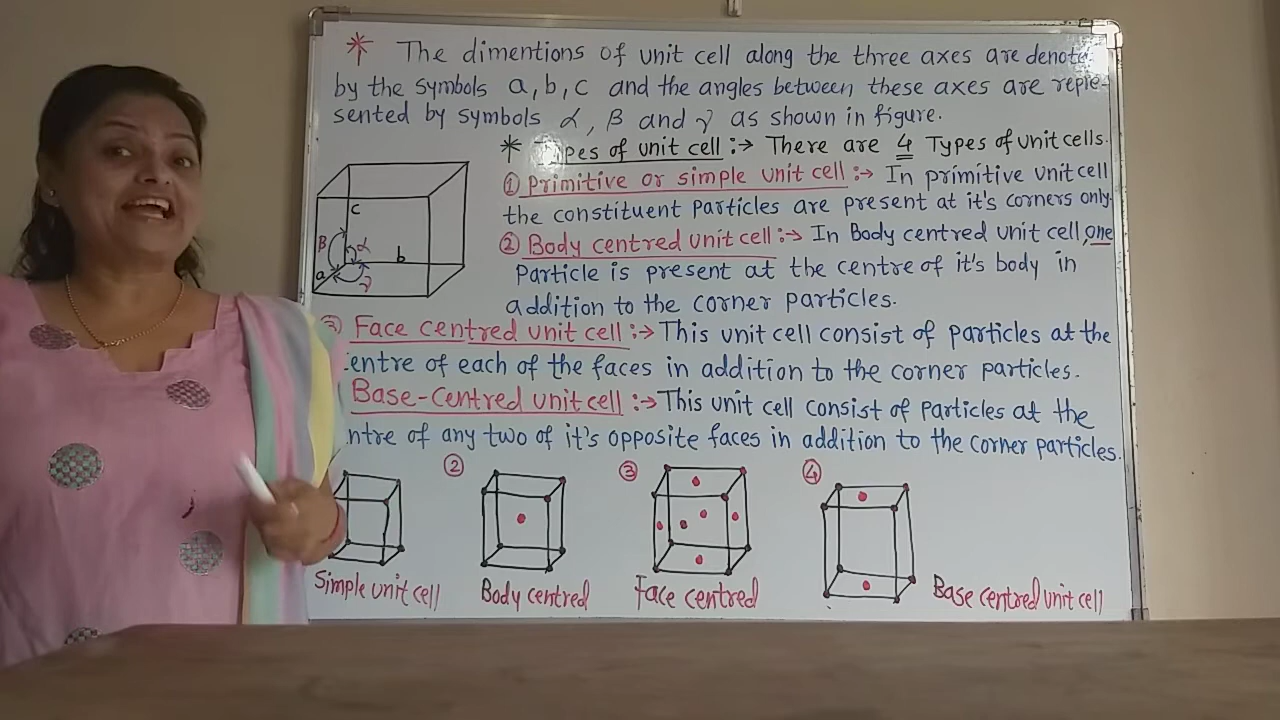 * The dimentions of unit cell along the three axes are denote
by the symbols a, b, c and the angles between these axes are repre-
sented by symbols α, β and γ as shown in figure.
* Types of unit cell :→ There are 4 Types of unit cells.
① Primitive or simple unit cell :→ In primitive unit cell
the constituent particles are present at it's corners only.
② Body centred unit cell :→ In Body centred unit cell, one
particle is present at the centre of it's body in
addition to the corner particles.
③ Face centred unit cell :→ This unit cell consist of particles at the
entre of each of the faces in addition to the corner particles.
Base-Centred unit cell :→ This unit cell consist of particles at the
ntre of any two of it's opposite faces in addition to the corner particles.
c
β α b
a γ
② ③ ④
Simple unit cell Body centred Face centred Base centred unit cell